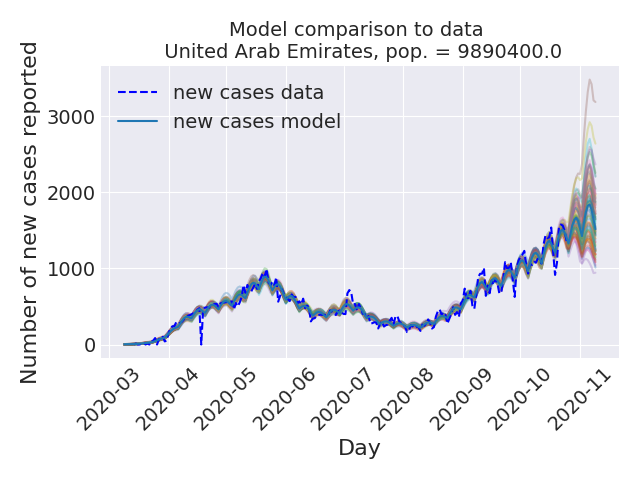 Model comparison to data
United Arab Emirates, pop. = 9890400.0
Number of new cases reported
new cases data
new cases model
3000
2000
1000
0
2020-03
2020-04
2020-05
2020-06
2020-07
2020-08
2020-09
2020-10
2020-11
Day